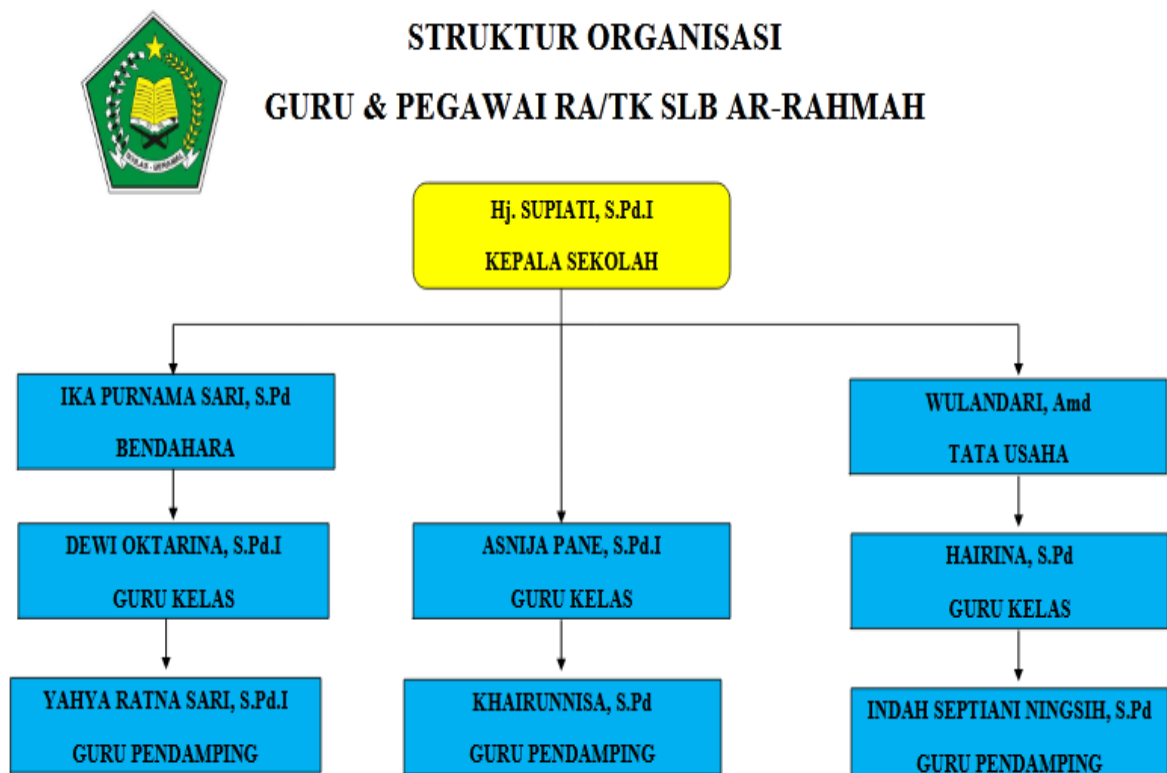 STRUKTUR ORGANISASI
GURU & PEGAWAI RA/TK SLB AR-RAHMAH
IKHLAS BERAMAL
Hj. SUPIATI, S.Pd.I
KEPALA SEKOLAH
IKA PURNAMA SARI, S.Pd
BENDAHARA
WULANDARI, Amd
TATA USAHA
DEWI OKTARINA, S.Pd.I
GURU KELAS
ASNIJA PANE, S.Pd.I
GURU KELAS
HAIRINA, S.Pd
GURU KELAS
YAHYA RATNA SARI, S.Pd.I
GURU PENDAMPING
KHAIRUNNISA, S.Pd
GURU PENDAMPING
INDAH SEPTIANI NINGSIH, S.Pd
GURU PENDAMPING